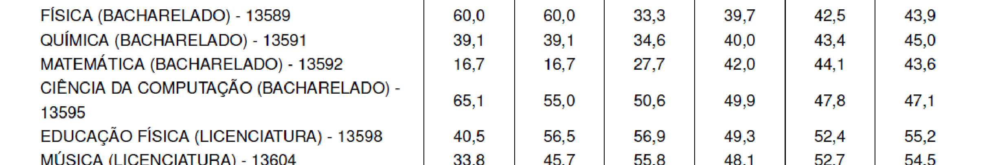 FÍSICA (BACHARELADO) - 13589 60,0 60,0 33,3 39,7 42,5 43,9
QUÍMICA (BACHARELADO) - 13591 39,1 39,1 34,6 40,0 43,4 45,0
MATEMÁTICA (BACHARELADO) - 13592 16,7 16,7 27,7 42,0 44,1 43,6
CIÊNCIA DA COMPUTAÇÃO (BACHARELADO) -
13595 65,1 55,0 50,6 49,9 47,8 47,1
EDUCAÇÃO FÍSICA (LICENCIATURA) - 13598 40,5 56,5 56,9 49,3 52,4 55,2
MÚSICA (LICENCIATURA) - 13604 33,8 45,7 55,8 48,1 52,7 54,5